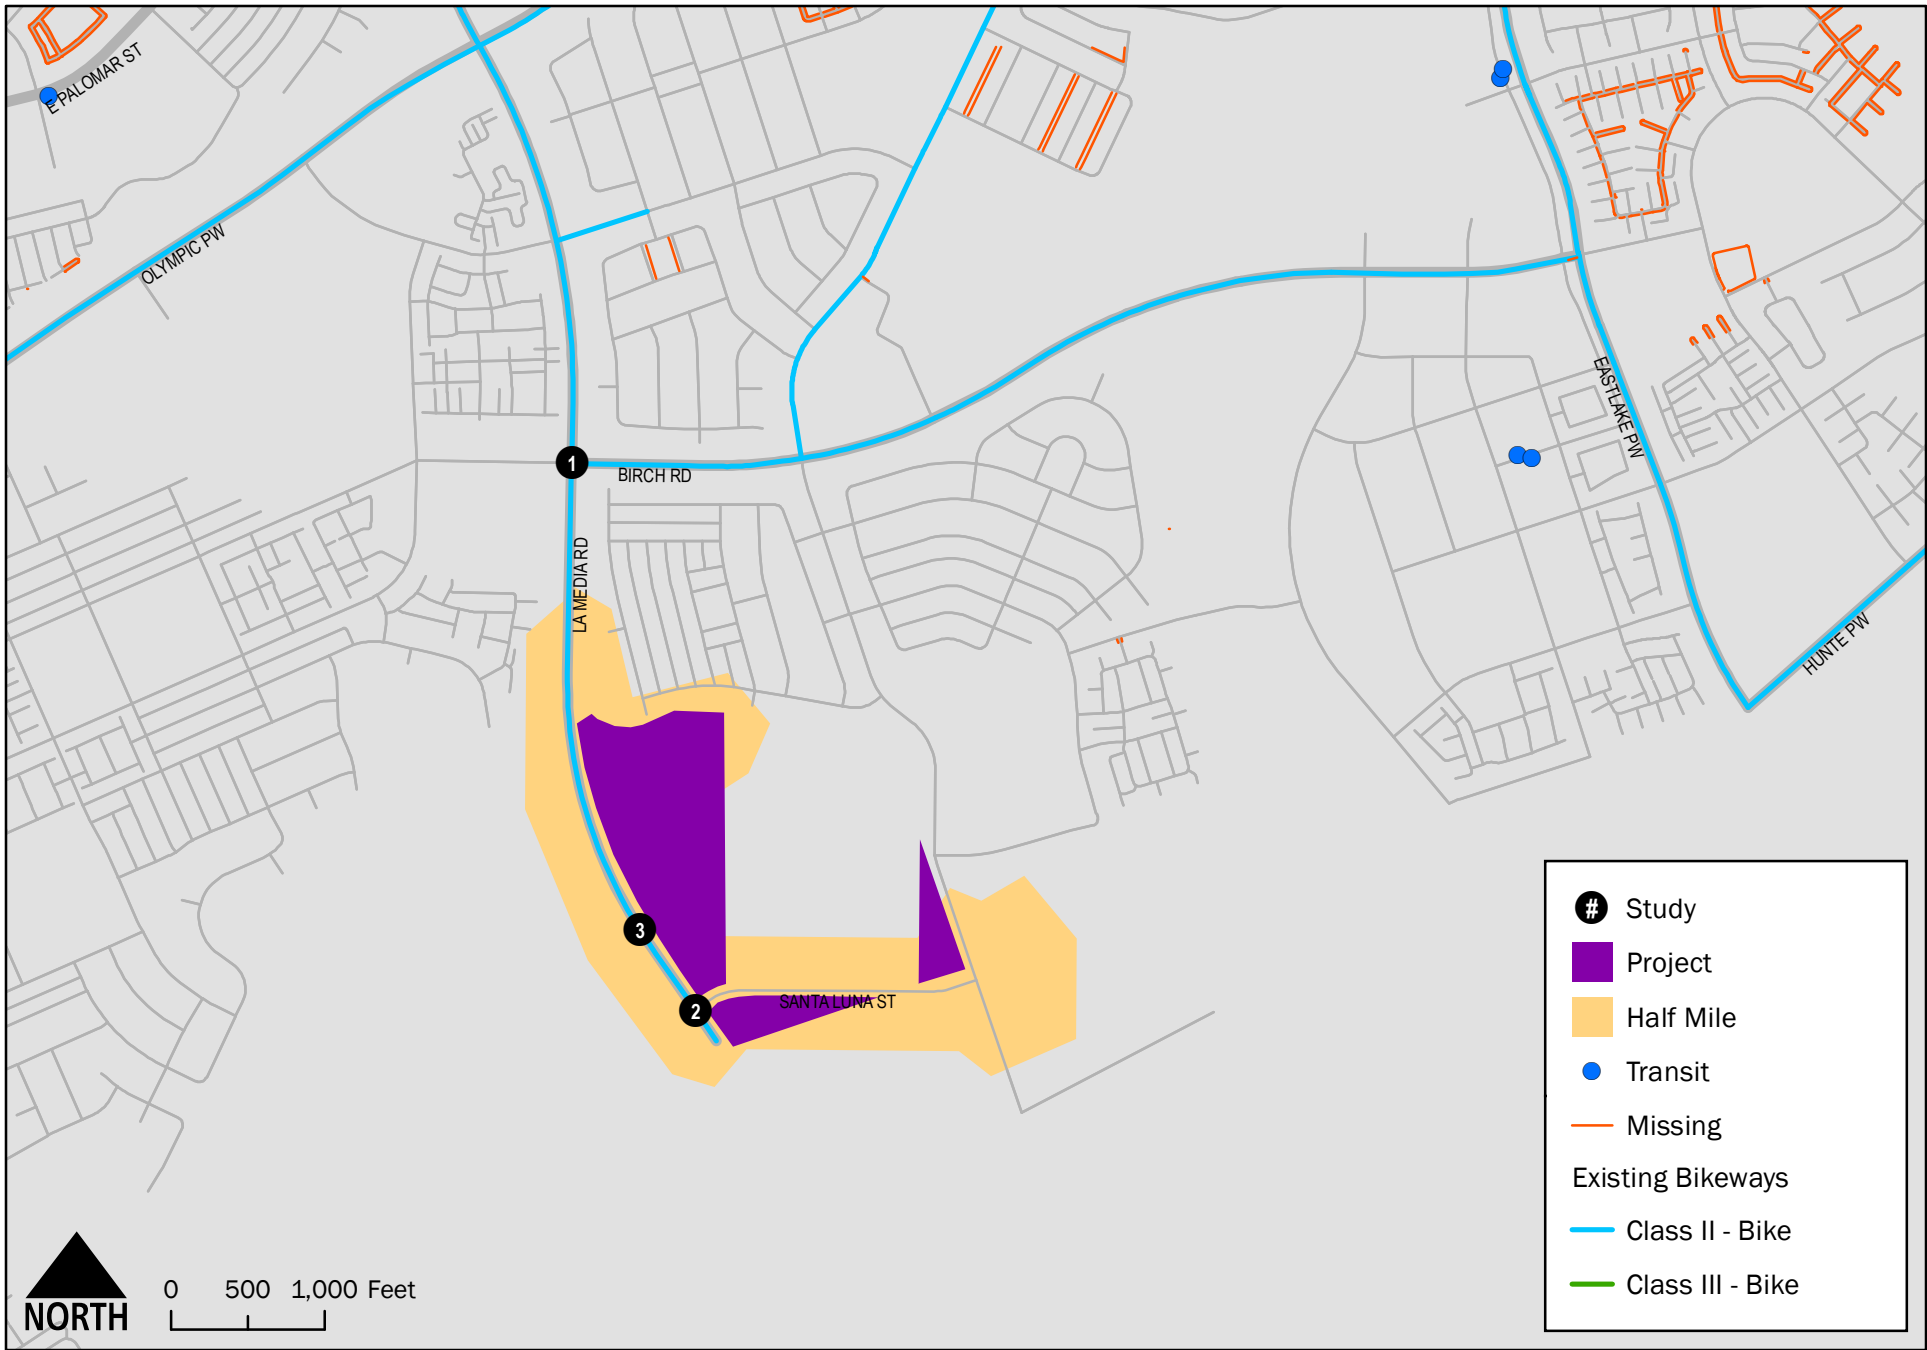 E PALOMAR ST
OLYMPIC PW
1
BIRCH RD
EASTLAKE PW
LA MEDIA RD
HUNTE PW
3
2
SANTA LUNA ST
# Study
Project
Half Mile
Transit
Missing
Existing Bikeways
Class II - Bike
Class III - Bike
NORTH
0 500 1,000 Feet